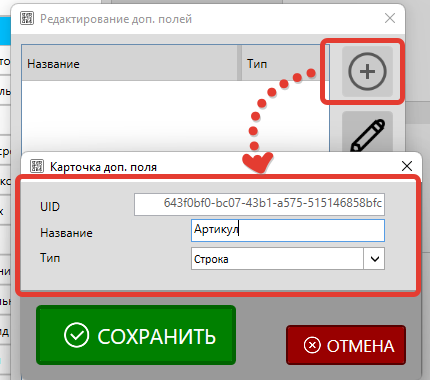 Редактирование доп. полей
Название Тип
Карточка доп. поля
UID 643f0bf0-bc07-43b1-a575-515146858bfc
Название Артикул
Тип Строка
СОХРАНИТЬ ОТМЕНА